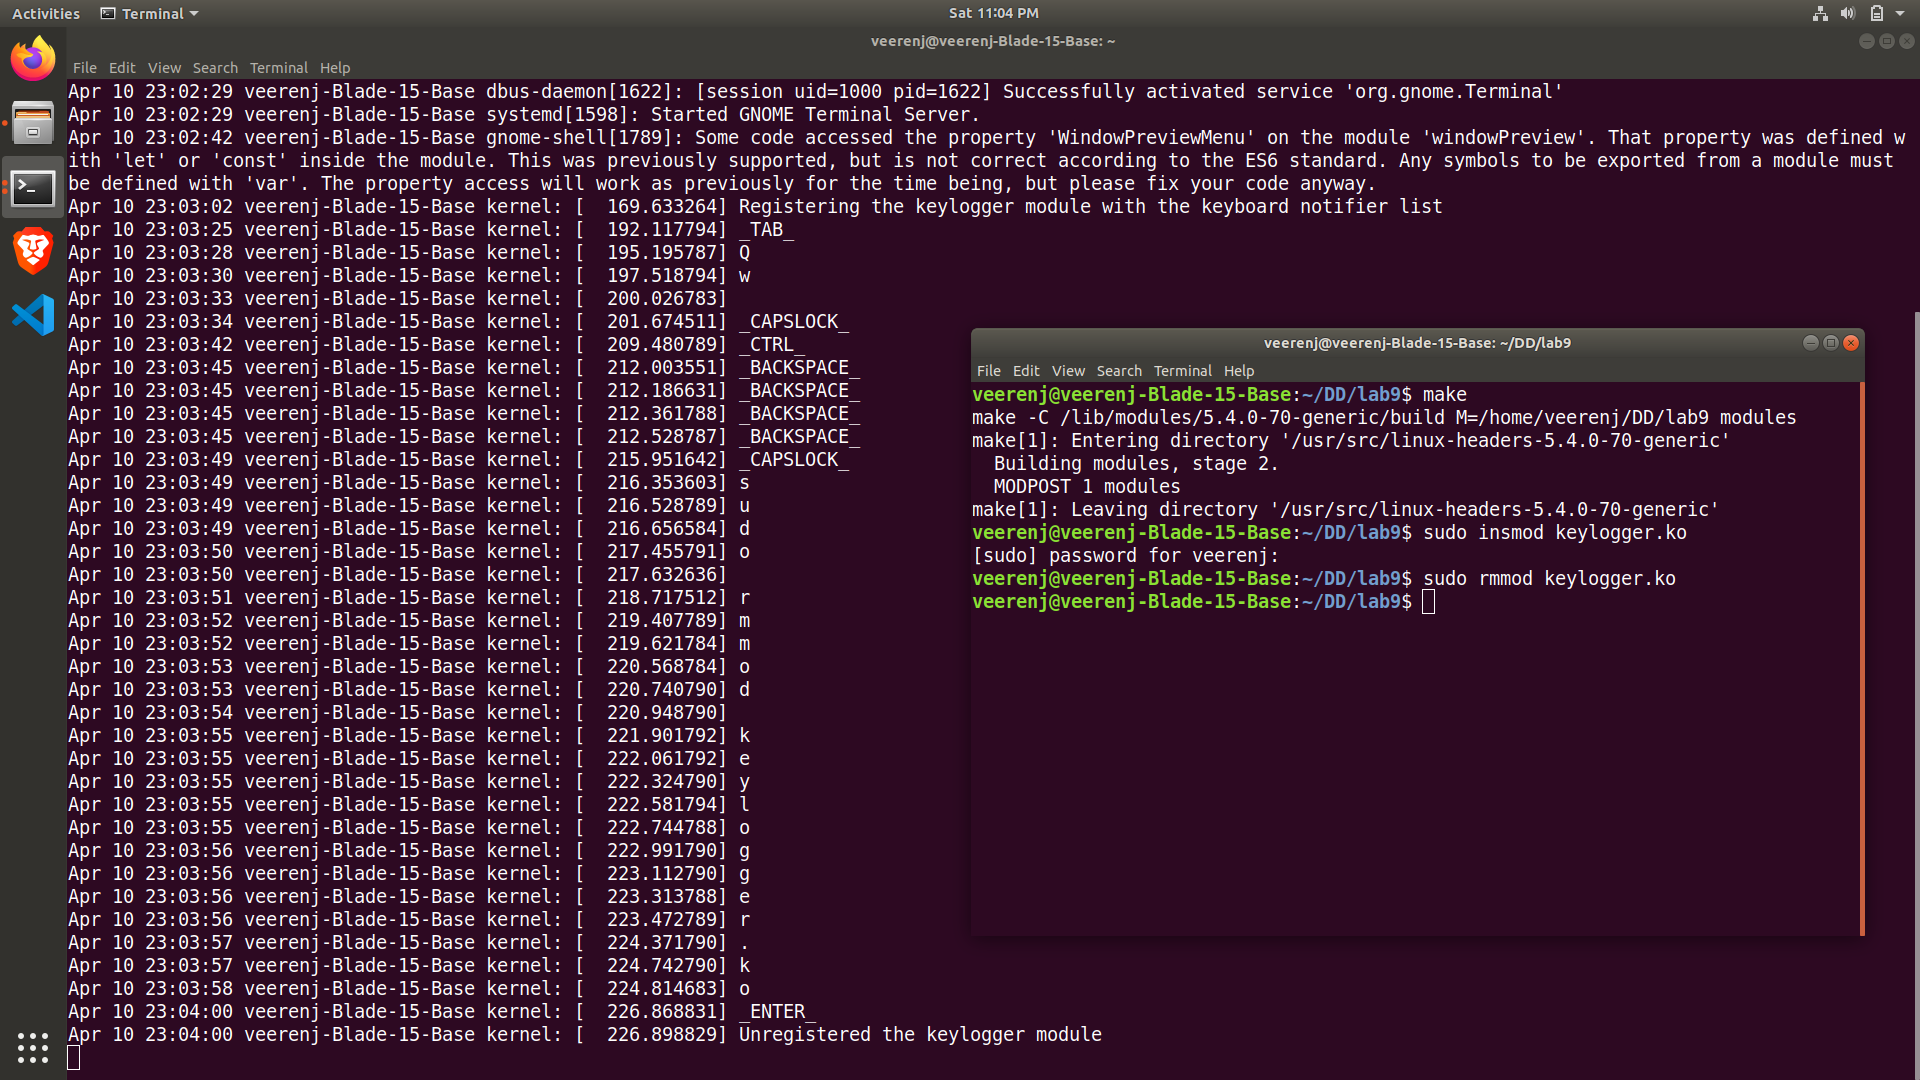 Activities Terminal Sat 11:04 PM
veerenj@veerenj-Blade-15-Base: ~
File Edit View Search Terminal Help
Apr 10 23:02:29 veerenj-Blade-15-Base dbus-daemon[1622]: [session uid=1000 pid=1622] Successfully activated service 'org.gnome.Terminal'
Apr 10 23:02:29 veerenj-Blade-15-Base systemd[1598]: Started GNOME Terminal Server.
Apr 10 23:02:42 veerenj-Blade-15-Base gnome-shell[1789]: Some code accessed the property 'WindowPreviewMenu' on the module 'windowPreview'. That property was defined w
ith 'let' or 'const' inside the module. This was previously supported, but is not correct according to the ES6 standard. Any symbols to be exported from a module must
be defined with 'var'. The property access will work as previously for the time being, but please fix your code anyway.
Apr 10 23:03:02 veerenj-Blade-15-Base kernel: [  169.633264] Registering the keylogger module with the keyboard notifier list
Apr 10 23:03:25 veerenj-Blade-15-Base kernel: [  192.117794] _TAB_
Apr 10 23:03:28 veerenj-Blade-15-Base kernel: [  195.195787] Q
Apr 10 23:03:30 veerenj-Blade-15-Base kernel: [  197.518794] w
Apr 10 23:03:33 veerenj-Blade-15-Base kernel: [  200.026783]
Apr 10 23:03:34 veerenj-Blade-15-Base kernel: [  201.674511] _CAPSLOCK_
Apr 10 23:03:42 veerenj-Blade-15-Base kernel: [  209.480789] _CTRL_
Apr 10 23:03:45 veerenj-Blade-15-Base kernel: [  212.003551] _BACKSPACE_
Apr 10 23:03:45 veerenj-Blade-15-Base kernel: [  212.186631] _BACKSPACE_
Apr 10 23:03:45 veerenj-Blade-15-Base kernel: [  212.361788] _BACKSPACE_
Apr 10 23:03:45 veerenj-Blade-15-Base kernel: [  212.528787] _BACKSPACE_
Apr 10 23:03:49 veerenj-Blade-15-Base kernel: [  215.951642] _CAPSLOCK_
Apr 10 23:03:49 veerenj-Blade-15-Base kernel: [  216.353603] s
Apr 10 23:03:49 veerenj-Blade-15-Base kernel: [  216.528789] u
Apr 10 23:03:49 veerenj-Blade-15-Base kernel: [  216.656584] d
Apr 10 23:03:50 veerenj-Blade-15-Base kernel: [  217.455791] o
Apr 10 23:03:50 veerenj-Blade-15-Base kernel: [  217.632636]
Apr 10 23:03:51 veerenj-Blade-15-Base kernel: [  218.717512] r
Apr 10 23:03:52 veerenj-Blade-15-Base kernel: [  219.407789] m
Apr 10 23:03:52 veerenj-Blade-15-Base kernel: [  219.621784] m
Apr 10 23:03:53 veerenj-Blade-15-Base kernel: [  220.568784] o
Apr 10 23:03:53 veerenj-Blade-15-Base kernel: [  220.740790] d
Apr 10 23:03:54 veerenj-Blade-15-Base kernel: [  220.948790]
Apr 10 23:03:55 veerenj-Blade-15-Base kernel: [  221.901792] k
Apr 10 23:03:55 veerenj-Blade-15-Base kernel: [  222.061792] e
Apr 10 23:03:55 veerenj-Blade-15-Base kernel: [  222.324790] y
Apr 10 23:03:55 veerenj-Blade-15-Base kernel: [  222.581794] l
Apr 10 23:03:55 veerenj-Blade-15-Base kernel: [  222.744788] o
Apr 10 23:03:56 veerenj-Blade-15-Base kernel: [  222.991790] g
Apr 10 23:03:56 veerenj-Blade-15-Base kernel: [  223.112790] g
Apr 10 23:03:56 veerenj-Blade-15-Base kernel: [  223.313788] e
Apr 10 23:03:56 veerenj-Blade-15-Base kernel: [  223.472789] r
Apr 10 23:03:57 veerenj-Blade-15-Base kernel: [  224.371790] .
Apr 10 23:03:57 veerenj-Blade-15-Base kernel: [  224.742790] k
Apr 10 23:03:58 veerenj-Blade-15-Base kernel: [  224.814683] o
Apr 10 23:04:00 veerenj-Blade-15-Base kernel: [  226.868831] _ENTER_
Apr 10 23:04:00 veerenj-Blade-15-Base kernel: [  226.898829] Unregistered the keylogger module
veerenj@veerenj-Blade-15-Base: ~/DD/lab9
File Edit View Search Terminal Help
veerenj@veerenj-Blade-15-Base:~/DD/lab9$ make
make -C /lib/modules/5.4.0-70-generic/build M=/home/veerenj/DD/lab9 modules
make[1]: Entering directory '/usr/src/linux-headers-5.4.0-70-generic'
  Building modules, stage 2.
  MODPOST 1 modules
make[1]: Leaving directory '/usr/src/linux-headers-5.4.0-70-generic'
veerenj@veerenj-Blade-15-Base:~/DD/lab9$ sudo insmod keylogger.ko
[sudo] password for veerenj:
veerenj@veerenj-Blade-15-Base:~/DD/lab9$ sudo rmmod keylogger.ko
veerenj@veerenj-Blade-15-Base:~/DD/lab9$